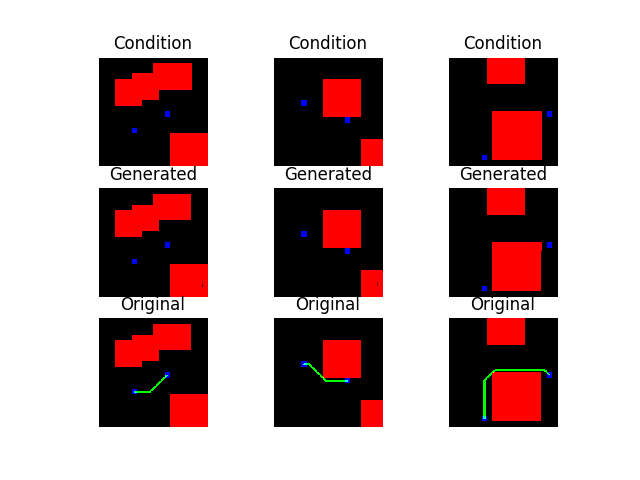 Condition Condition Condition
Generated Generated Generated
Original Original Original